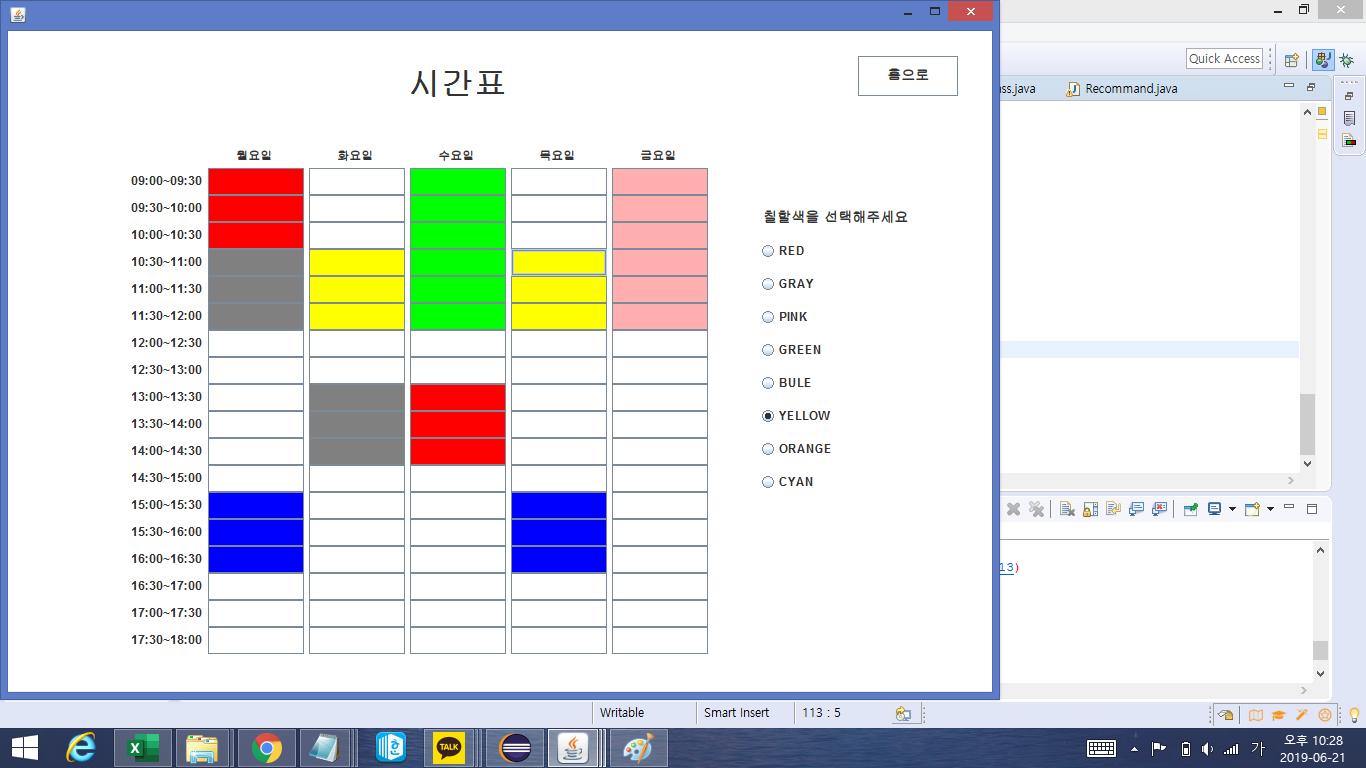 시간표
홈으로
월요일 화요일 수요일 목요일 금요일
09:00~09:30
09:30~10:00
10:00~10:30
10:30~11:00
11:00~11:30
11:30~12:00
12:00~12:30
12:30~13:00
13:00~13:30
13:30~14:00
14:00~14:30
14:30~15:00
15:00~15:30
15:30~16:00
16:00~16:30
16:30~17:00
17:00~17:30
17:30~18:00
칠할색을 선택해주세요
RED
GRAY
PINK
GREEN
BULE
YELLOW
ORANGE
CYAN
Quick Access
ss.java Recommand.java
13)
Writable Smart Insert 113 : 5
TALK
가
오후 10:28
2019-06-21